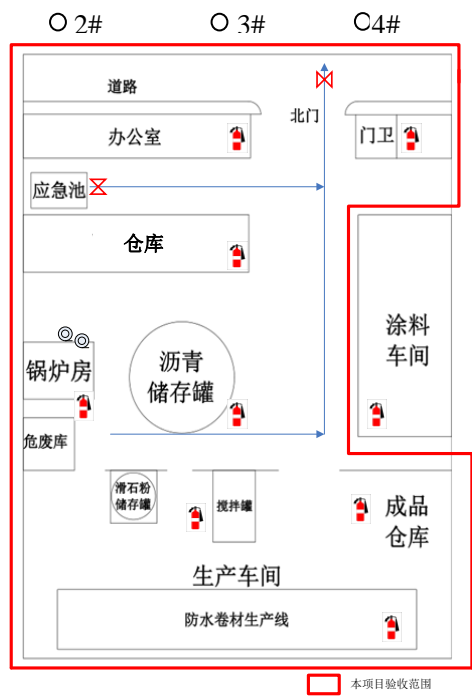 2#
3#
4#
道路
北门
办公室
门卫
应急池
仓库
涂料
车间
沥青
储存罐
锅炉房
危废库
滑石粉
储存罐
搅拌罐
成品
仓库
生产车间
防水卷材生产线
本项目验收范围